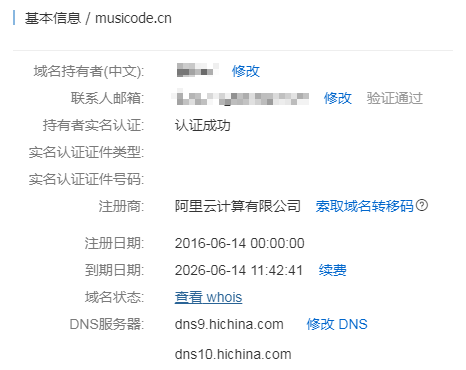 基本信息 / musicode.cn
域名持有者(中文): 修改
联系人邮箱: 修改 验证通过
持有者实名认证: 认证成功
实名认证证件类型:
实名认证证件号码:
注册商: 阿里云计算有限公司 索取域名转移码?
注册日期: 2016-06-14 00:00:00
到期日期: 2026-06-14 11:42:41 续费
域名状态: 查看 whois
DNS服务器: dns9.hichina.com 修改 DNS
dns10.hichina.com